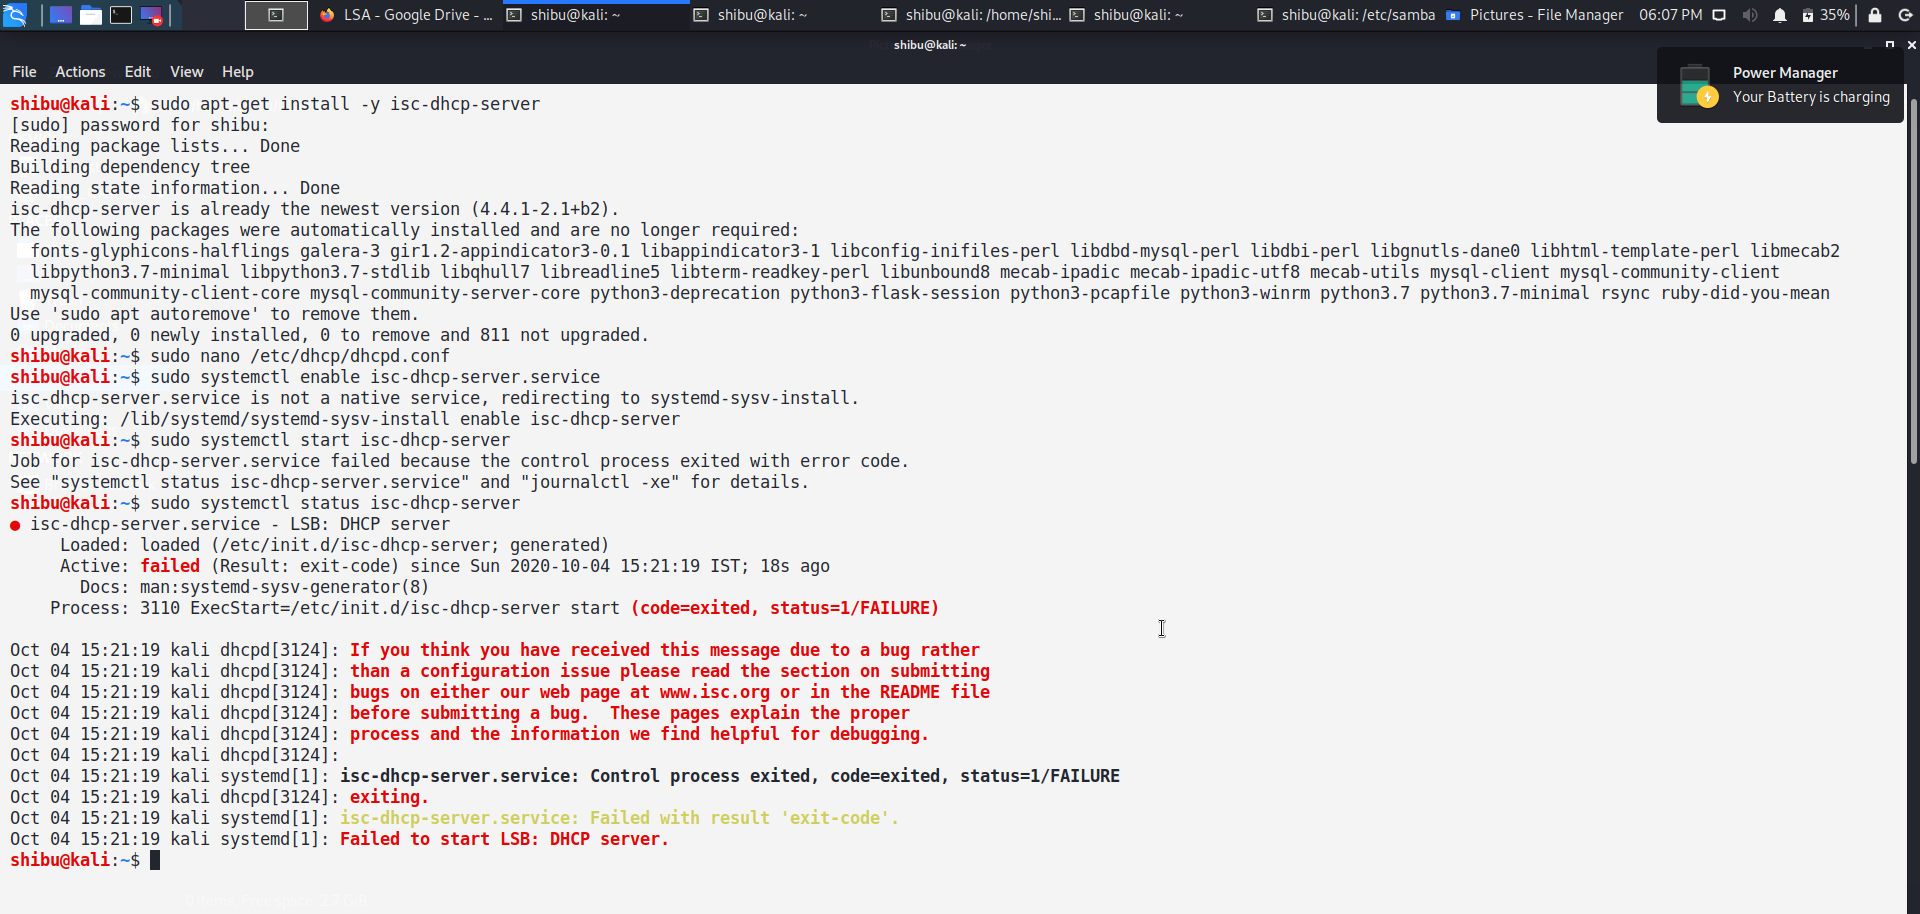 LSA - Google Drive - ...
shibu@kali: ~
shibu@kali: ~
shibu@kali: /home/shi...
shibu@kali: ~
shibu@kali: /etc/samba
Pictures - File Manager
06:07 PM
35%
shibu@kali: ~
File Actions Edit View Help
Power Manager
Your Battery is charging
shibu@kali:~$ sudo apt-get install -y isc-dhcp-server
[sudo] password for shibu:
Reading package lists... Done
Building dependency tree
Reading state information... Done
isc-dhcp-server is already the newest version (4.4.1-2.1+b2).
The following packages were automatically installed and are no longer required:
  fonts-glyphicons-halflings galera-3 gir1.2-appindicator3-0.1 libappindicator3-1 libconfig-inifiles-perl libdbd-mysql-perl libdbi-perl libgnutls-dane0 libhtml-template-perl libmecab2
  libpython3.7-minimal libpython3.7-stdlib libqhull7 libreadline5 libterm-readkey-perl libunbound8 mecab-ipadic mecab-ipadic-utf8 mecab-utils mysql-client mysql-community-client
  mysql-community-client-core mysql-community-server-core python3-deprecation python3-flask-session python3-pcapfile python3-winrm python3.7 python3.7-minimal rsync ruby-did-you-mean
Use 'sudo apt autoremove' to remove them.
0 upgraded, 0 newly installed, 0 to remove and 811 not upgraded.
shibu@kali:~$ sudo nano /etc/dhcp/dhcpd.conf
shibu@kali:~$ sudo systemctl enable isc-dhcp-server.service
isc-dhcp-server.service is not a native service, redirecting to systemd-sysv-install.
Executing: /lib/systemd/systemd-sysv-install enable isc-dhcp-server
shibu@kali:~$ sudo systemctl start isc-dhcp-server
Job for isc-dhcp-server.service failed because the control process exited with error code.
See "systemctl status isc-dhcp-server.service" and "journalctl -xe" for details.
shibu@kali:~$ sudo systemctl status isc-dhcp-server
● isc-dhcp-server.service - LSB: DHCP server
     Loaded: loaded (/etc/init.d/isc-dhcp-server; generated)
     Active: failed (Result: exit-code) since Sun 2020-10-04 15:21:19 IST; 18s ago
       Docs: man:systemd-sysv-generator(8)
    Process: 3110 ExecStart=/etc/init.d/isc-dhcp-server start (code=exited, status=1/FAILURE)
Oct 04 15:21:19 kali dhcpd[3124]: If you think you have received this message due to a bug rather
Oct 04 15:21:19 kali dhcpd[3124]: than a configuration issue please read the section on submitting
Oct 04 15:21:19 kali dhcpd[3124]: bugs on either our web page at www.isc.org or in the README file
Oct 04 15:21:19 kali dhcpd[3124]: before submitting a bug.  These pages explain the proper
Oct 04 15:21:19 kali dhcpd[3124]: process and the information we find helpful for debugging.
Oct 04 15:21:19 kali dhcpd[3124]:
Oct 04 15:21:19 kali systemd[1]: isc-dhcp-server.service: Control process exited, code=exited, status=1/FAILURE
Oct 04 15:21:19 kali dhcpd[3124]: exiting.
Oct 04 15:21:19 kali systemd[1]: isc-dhcp-server.service: Failed with result 'exit-code'.
Oct 04 15:21:19 kali systemd[1]: Failed to start LSB: DHCP server.
shibu@kali:~$